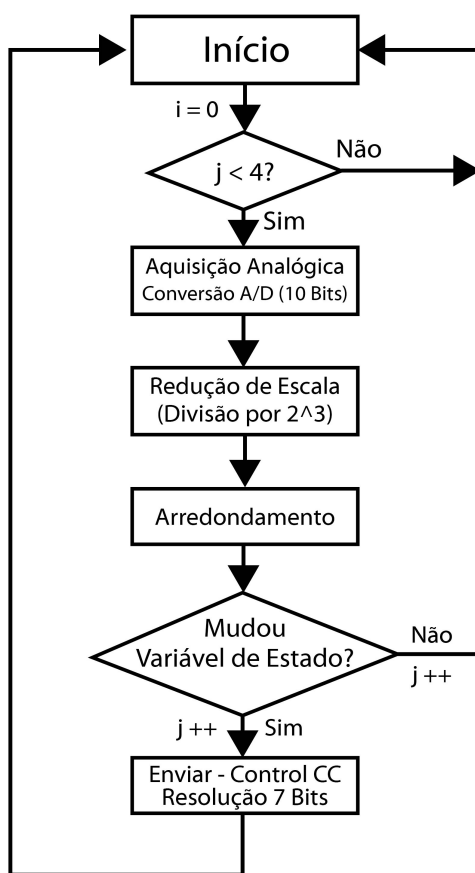 Início
i = 0
j < 4?
Não
Sim
Aquisição Analógica
Conversão A/D (10 Bits)
Redução de Escala
(Divisão por 2^3)
Arredondamento
Mudou
Variável de Estado?
Não
j ++
j ++
Sim
Enviar - Control CC
Resolução 7 Bits